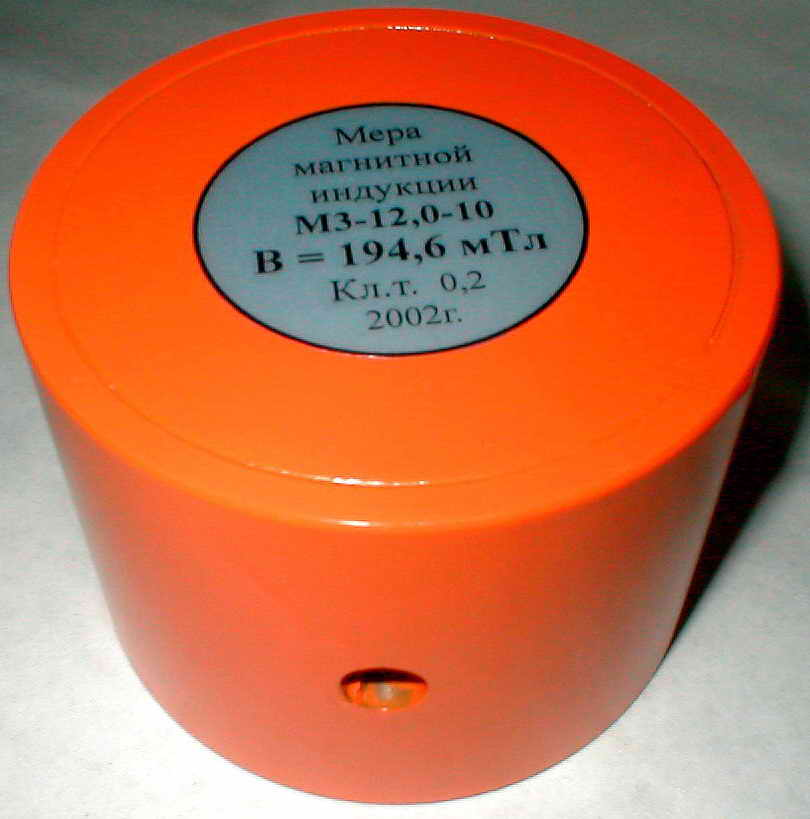 Мера
магнитной
индукции
МЗ-12,0-10
В = 194,6 мТл
Кл.т. 0,2
2002г.